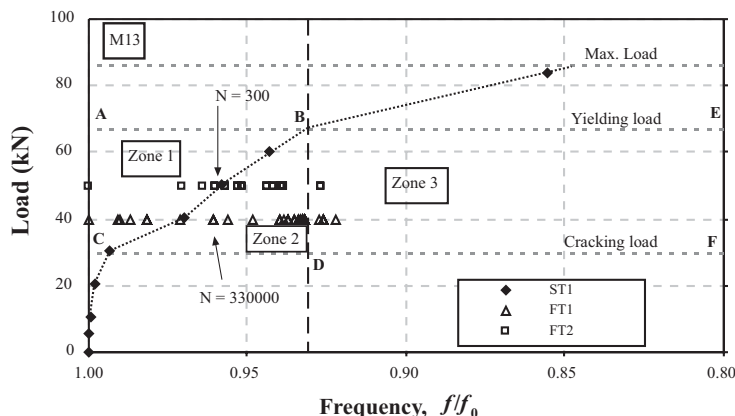 100
M13
Max. Load
80
N = 300
A
B
E
Yielding load
60
Zone 1
Zone 3
Load (kN)
40
C
Zone 2
Cracking load
F
D
20
N = 330000
ST1
FT1
FT2
0
1.00
0.95
0.90
0.85
0.80
Frequency, f/f0